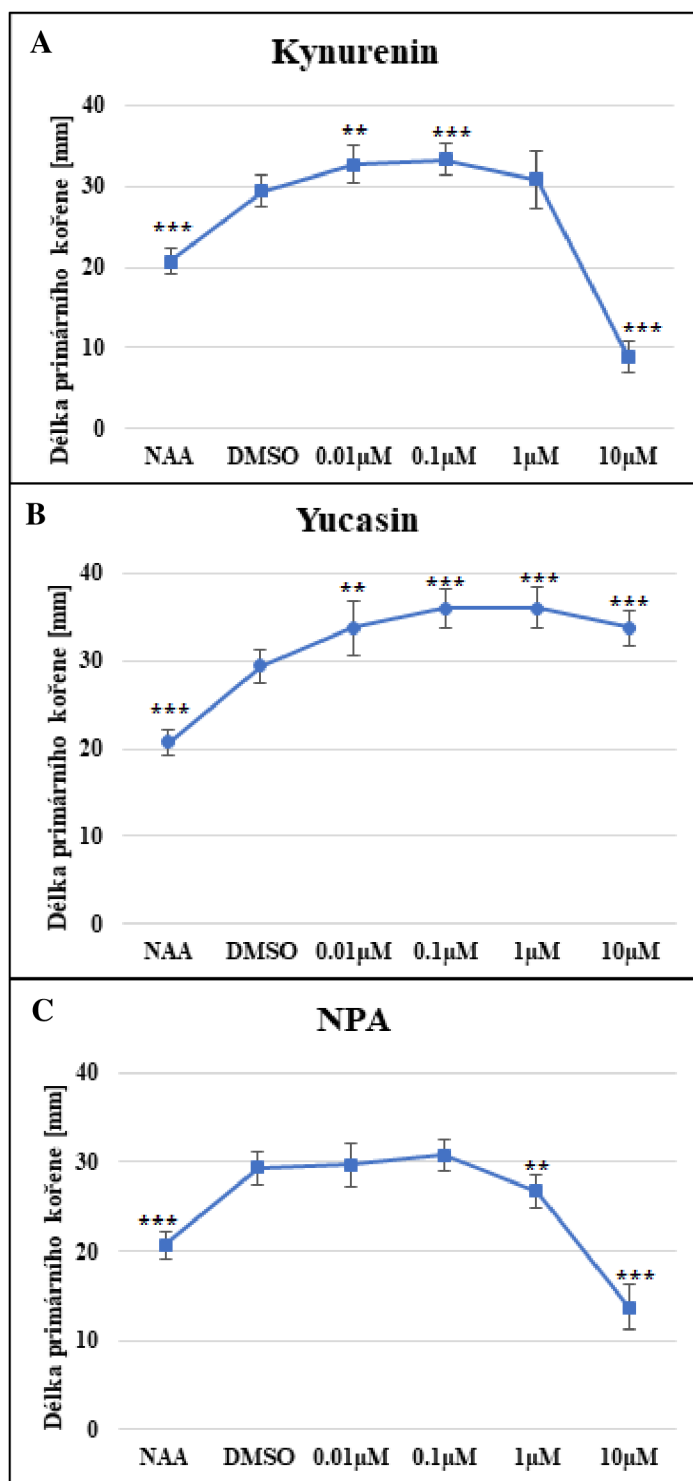 A
Kynurenin
Délka primárního kořene [mm]
40
30
20
10
0
***
**
***
***
NAA DMSO 0.01µM 0.1µM 1µM 10µM
B
Yucasin
Délka primárního kořene [mm]
40
30
20
10
0
***
**
***
***
***
NAA DMSO 0.01µM 0.1µM 1µM 10µM
C
NPA
Délka primárního kořene [mm]
40
30
20
10
0
***
**
***
NAA DMSO 0.01µM 0.1µM 1µM 10µM